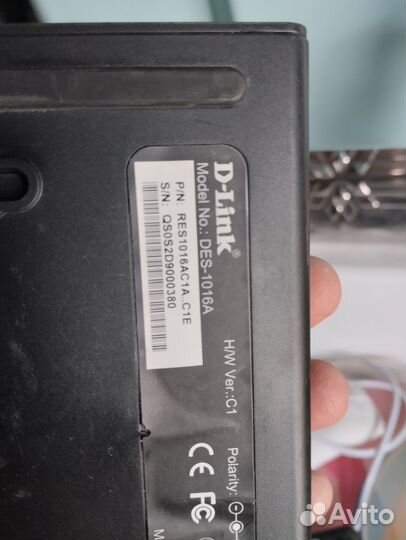 D-Link
Model No.: DES-1016A
H/W Ver.:C1
P/N: RES1016AC1A..C1E
S/N: QS0S2D9000380
Polarity:
CE FC
Avito